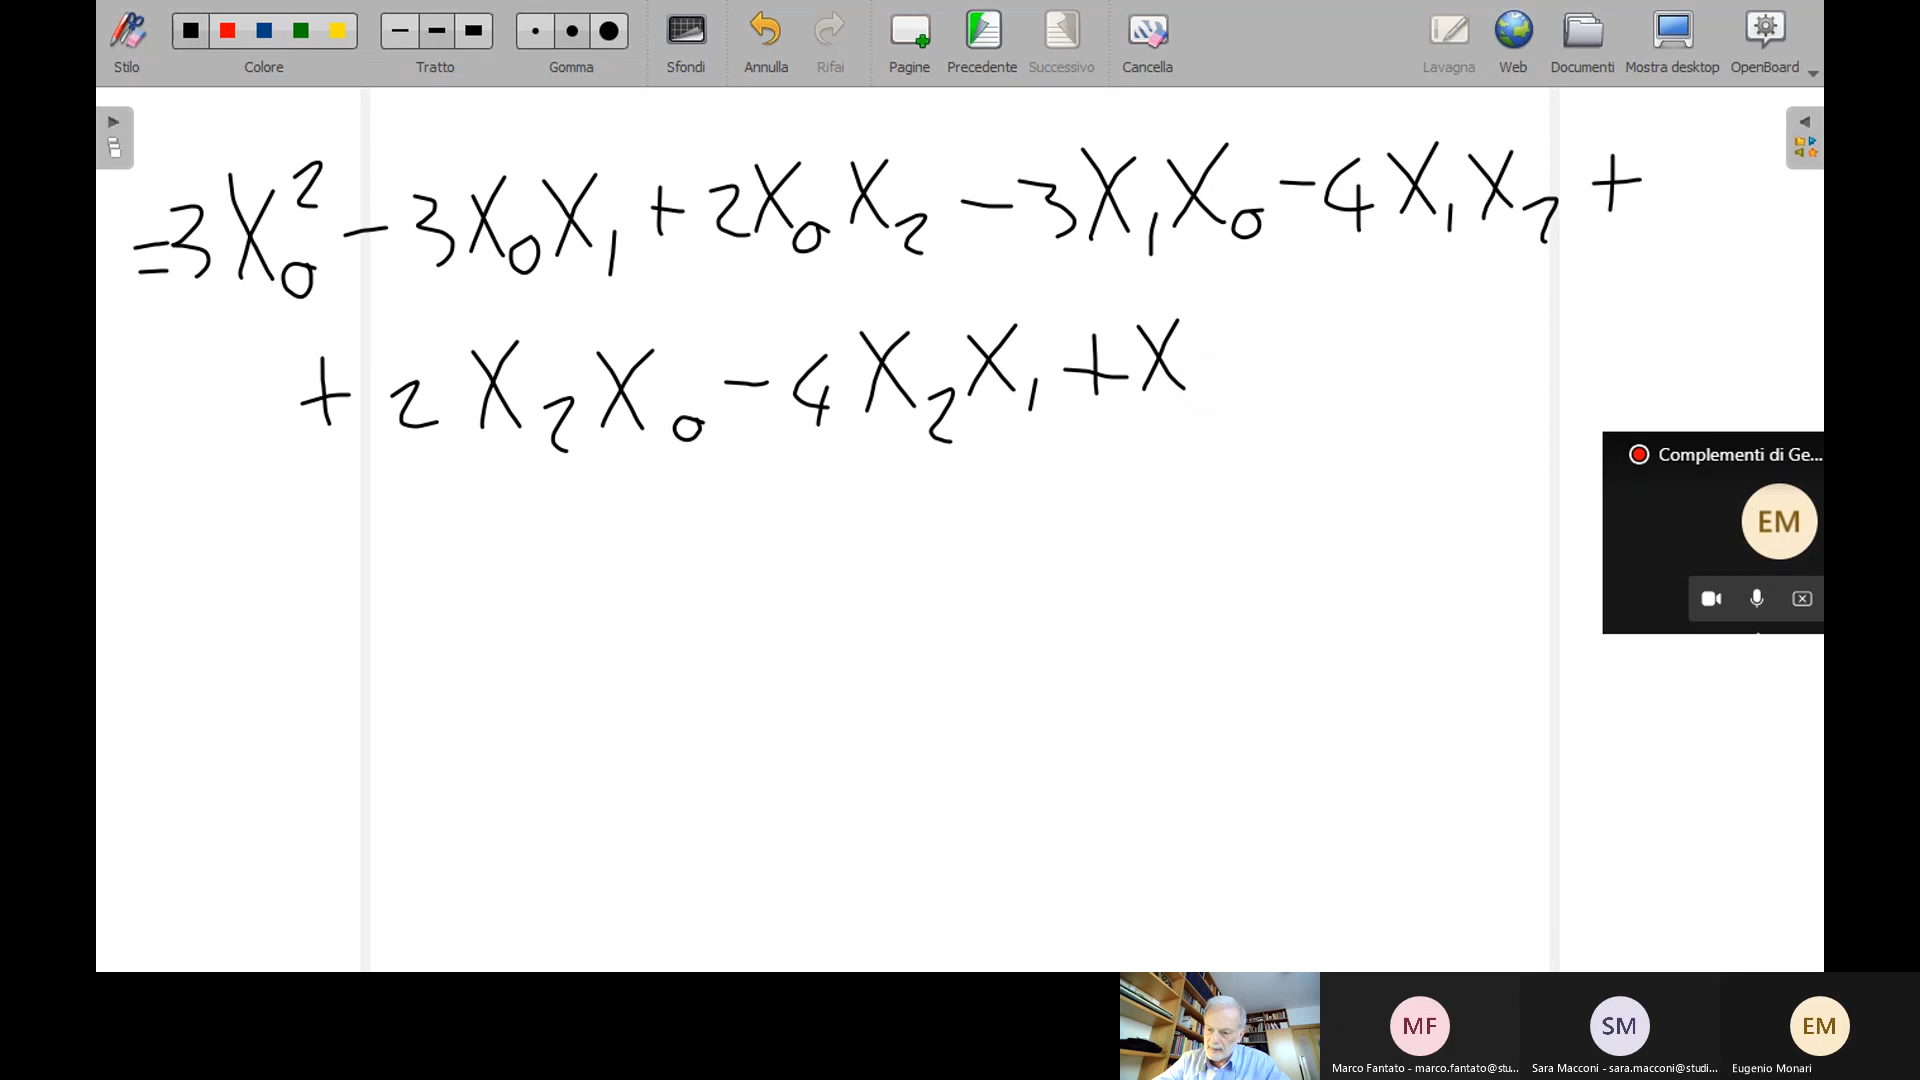 Stilo Colore Tratto Gomma Sfondi Annulla Rifai Pagine Precedente Successivo Cancella Lavagna Web Documenti Mostra desktop OpenBoard
=3X₀² - 3X₀X₁ + 2X₀X₂ - 3X₁X₀ - 4X₁X₂ +
+ 2X₂X₀ - 4X₂X₁ + X
Complementi di Ge...
EM
MF SM EM
Marco Fantato - marco.fantato@stu... Sara Macconi - sara.macconi@studi... Eugenio Monari